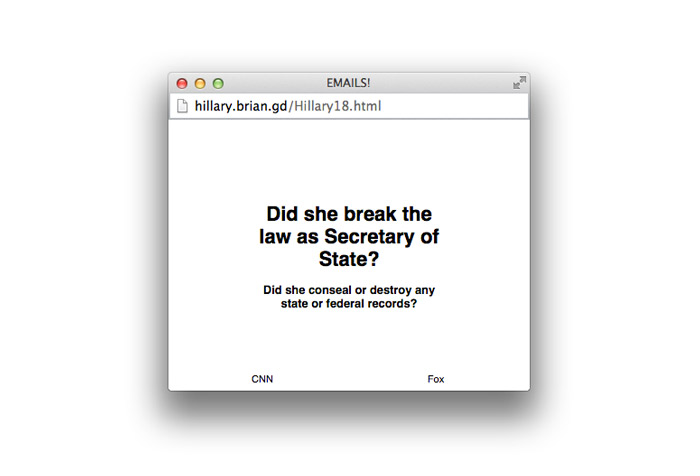 EMAILS!
hillary.brian.gd/Hillary18.html
Did she break the
law as Secretary of
State?
Did she conseal or destroy any
state or federal records?
CNN Fox